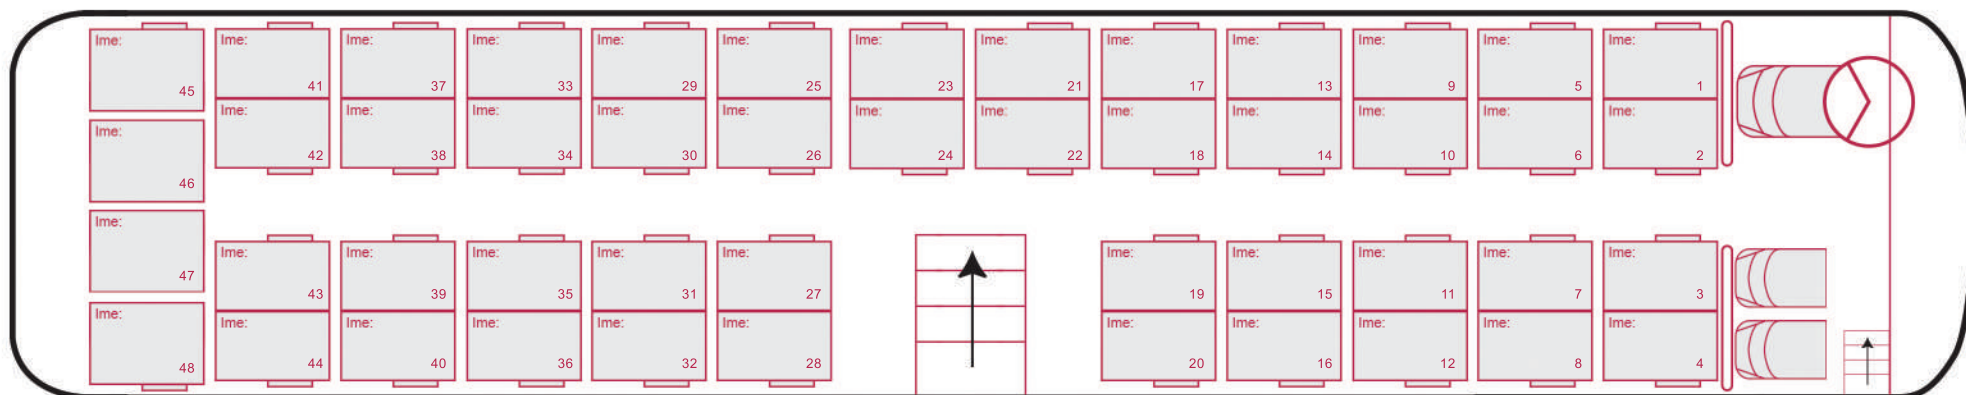 Ime: Ime: Ime: Ime: Ime: Ime: Ime: Ime: Ime: Ime: Ime: Ime: Ime:
45 41 37 33 29 25 23 21 17 13 9 5 1
Ime: Ime: Ime: Ime: Ime: Ime: Ime: Ime: Ime: Ime: Ime: Ime:
42 38 34 30 26 24 22 18 14 10 6 2
Ime:
46
Ime:
47
Ime: Ime: Ime: Ime: Ime: Ime: Ime: Ime: Ime: Ime:
43 39 35 31 27 19 15 11 7 3
Ime:
48
Ime: Ime: Ime: Ime: Ime: Ime: Ime: Ime: Ime: Ime:
44 40 36 32 28 20 16 12 8 4